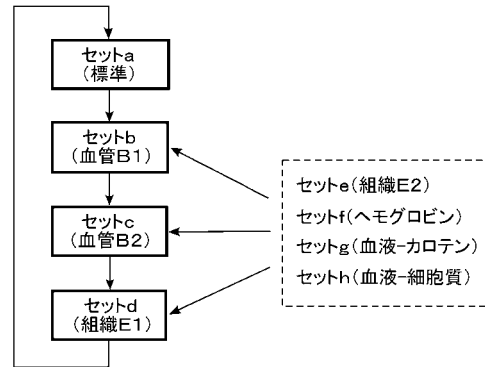 セットa
(標準)
セットb
(血管B1)
セットc
(血管B2)
セットd
(組織E1)
セットe(組織E2)
セットf(ヘモグロビン)
セットg(血液-カロテン)
セットh(血液-細胞質)